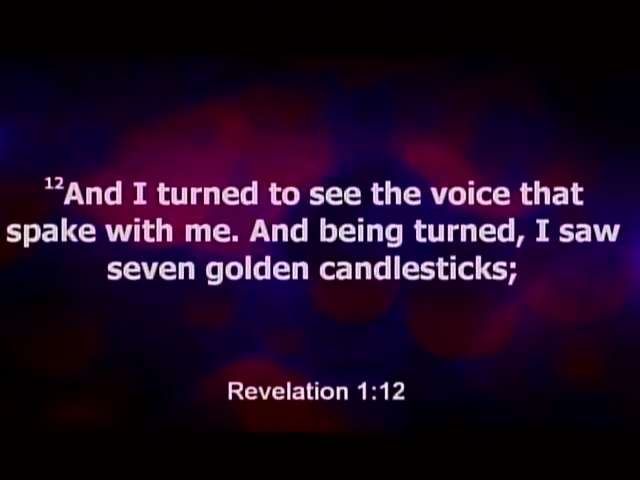 ¹²And I turned to see the voice that
spake with me. And being turned, I saw
seven golden candlesticks;
Revelation 1:12